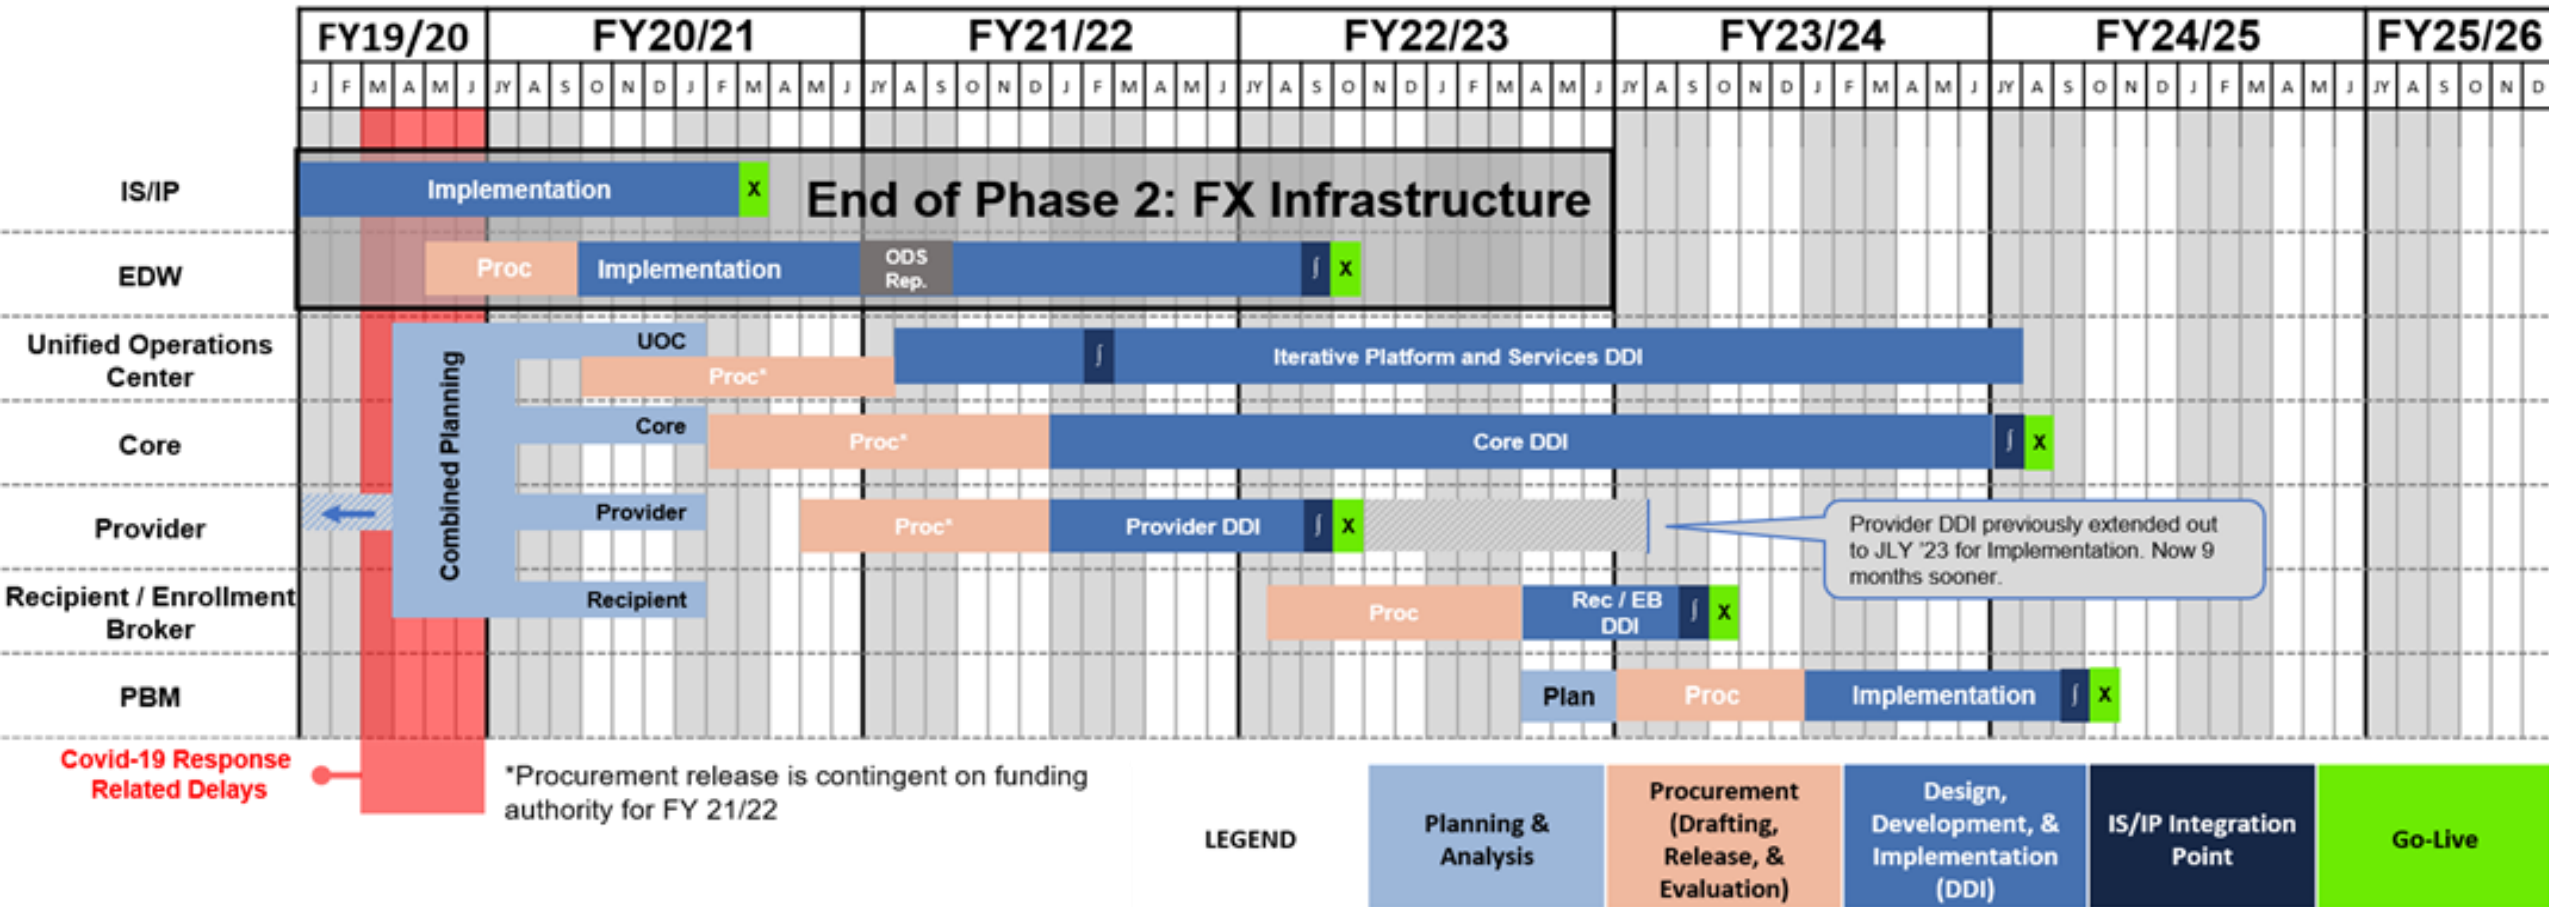 FY19/20 FY20/21 FY21/22 FY22/23 FY23/24 FY24/25 FY25/26
J F M A M J JY A S O N D J F M A M J JY A S O N D J F M A M J JY A S O N D J F M A M J JY A S O N D J F M A M J JY A S O N D J F M A M J JY A S O N D
IS/IP
Implementation X
End of Phase 2: FX Infrastructure
EDW
Proc Implementation
ODS
Rep.
∫ X
Unified Operations
Center
Combined Planning
UOC
Proc*
∫ Iterative Platform and Services DDI
Core
Core
Proc* Core DDI ∫ X
Provider
Provider
Proc* Provider DDI ∫ X
Provider DDI previously extended out
to JLY '23 for Implementation. Now 9
months sooner.
Recipient / Enrollment
Broker
Recipient
Proc
Rec / EB
DDI
∫ X
PBM
Plan Proc Implementation ∫ X
Covid-19 Response
Related Delays
*Procurement release is contingent on funding
authority for FY 21/22
LEGEND
Planning &
Analysis
Procurement
(Drafting,
Release, &
Evaluation)
Design,
Development, &
Implementation
(DDI)
IS/IP Integration
Point
Go-Live